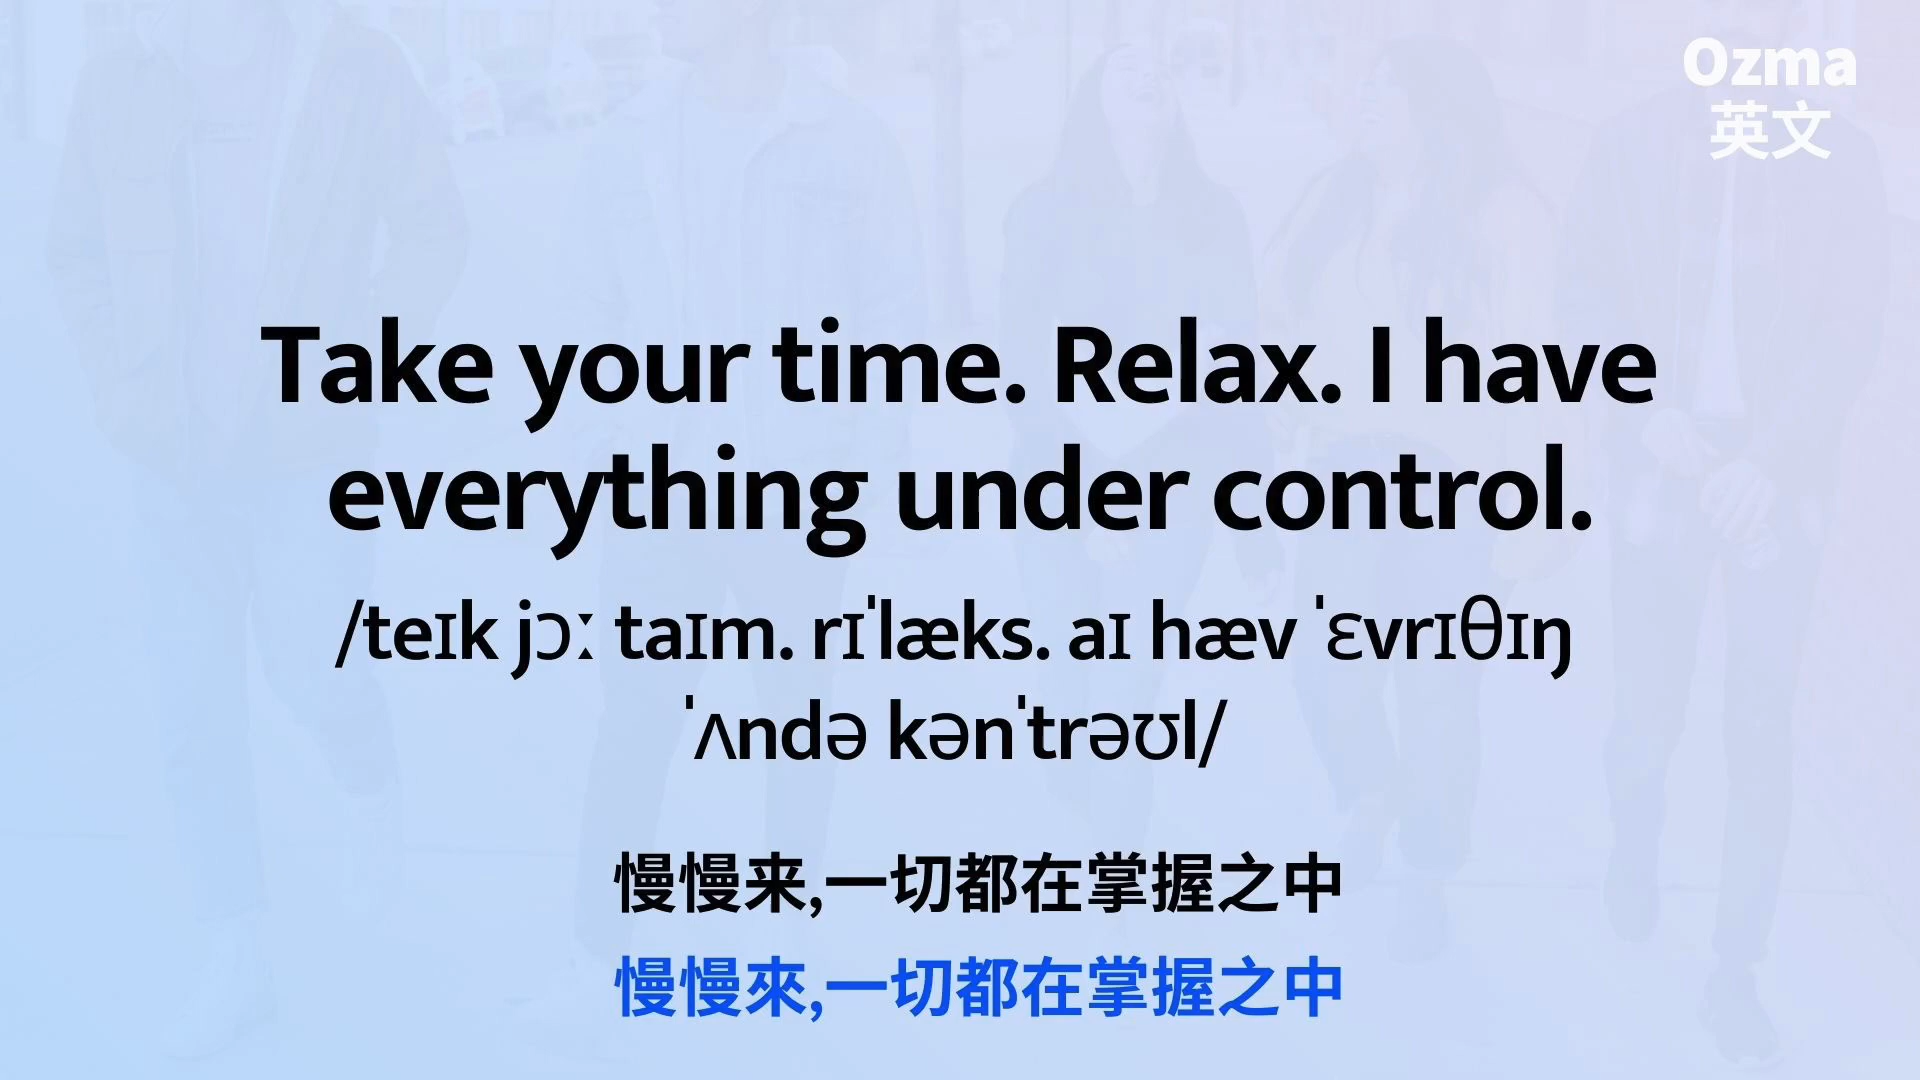 Ozma
英文
Take your time. Relax. I have
everything under control.
/teɪk jɔː taɪm. rɪˈlæks. aɪ hæv ˈɛvrɪθɪŋ
ˈʌndə kənˈtrəʊl/
慢慢来,一切都在掌握之中
慢慢來,一切都在掌握之中